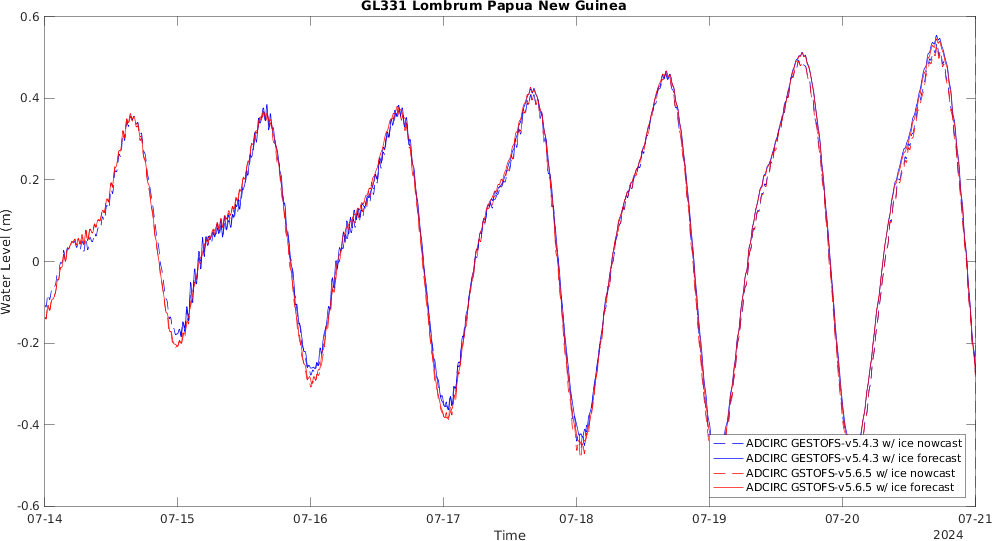 GL331 Lombrum Papua New Guinea
0.6
0.4
0.2
0
-0.2
-0.4
-0.6
Water Level (m)
ADCIRC GESTOFS-v5.4.3 w/ ice nowcast
ADCIRC GESTOFS-v5.4.3 w/ ice forecast
ADCIRC GSTOFS-v5.6.5 w/ ice nowcast
ADCIRC GSTOFS-v5.6.5 w/ ice forecast
07-14 07-15 07-16 07-17 07-18 07-19 07-20 07-21
Time
2024